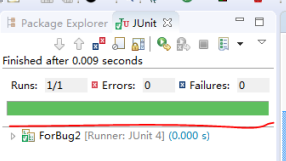 Package Explorer JUnit
Finished after 0.009 seconds
Runs: 1/1 Errors: 0 Failures: 0
ForBug2 [Runner: JUnit 4] (0.000 s)